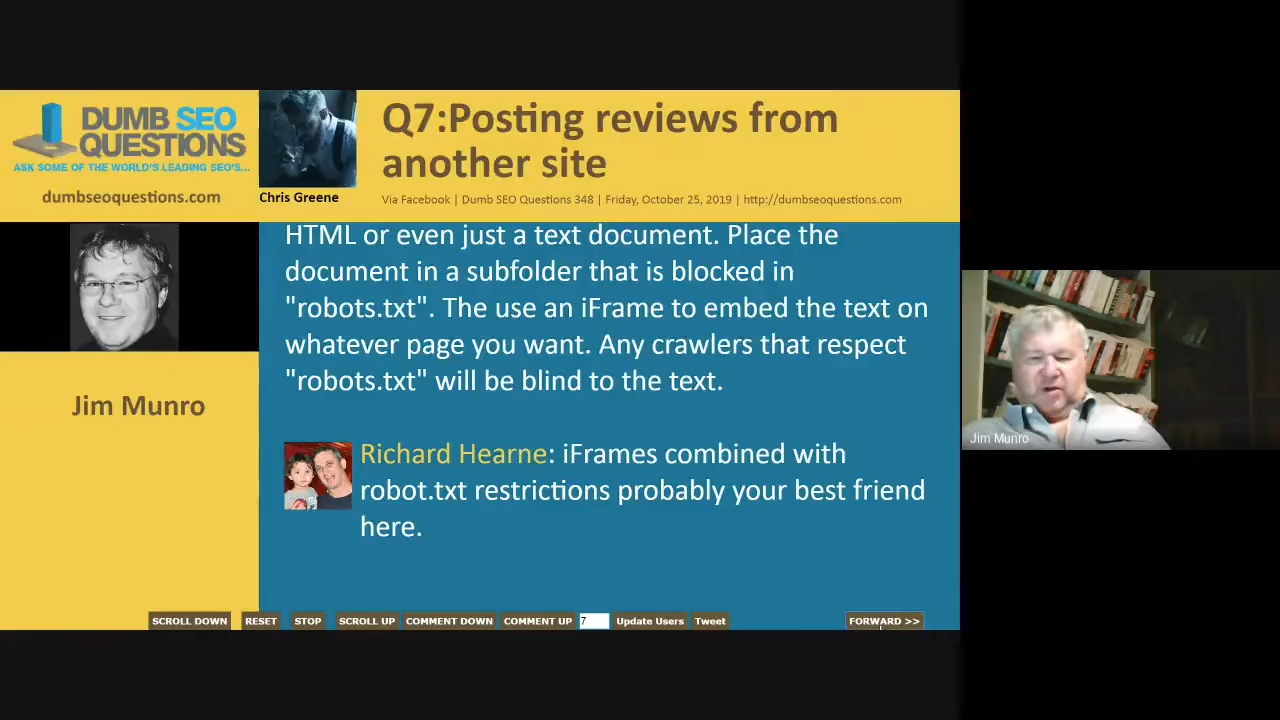 DUMB SEO
QUESTIONS
ASK SOME OF THE WORLD'S LEADING SEO'S...
dumbseoquestions.com
Chris Greene
Q7:Posting reviews from
another site
Via Facebook | Dumb SEO Questions 348 | Friday, October 25, 2019 | http://dumbseoquestions.com
Jim Munro
HTML or even just a text document. Place the
document in a subfolder that is blocked in
"robots.txt". The use an iFrame to embed the text on
whatever page you want. Any crawlers that respect
"robots.txt" will be blind to the text.
Richard Hearne: iFrames combined with
robot.txt restrictions probably your best friend
here.
SCROLL DOWN RESET STOP SCROLL UP COMMENT DOWN COMMENT UP 7 Update Users Tweet FORWARD >>
Jim Munro